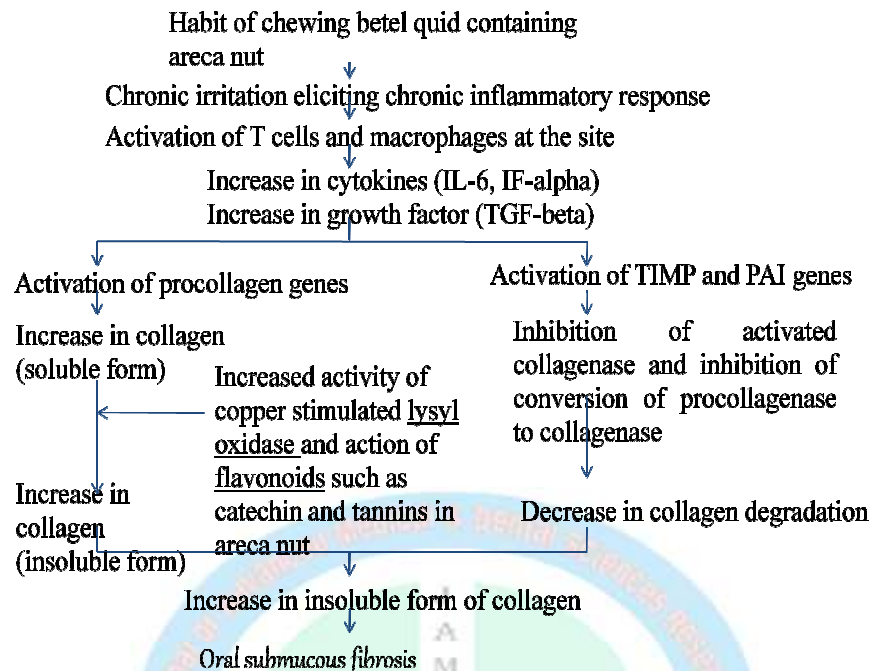 Habit of chewing betel quid containing
areca nut
Chronic irritation eliciting chronic inflammatory response
Activation of T cells and macrophages at the site
Increase in cytokines (IL-6, IF-alpha)
Increase in growth factor (TGF-beta)
Activation of procollagen genes
Increase in collagen
(soluble form)
Increased activity of
copper stimulated lysyl
oxidase and action of
flavonoids such as
catechin and tannins in
areca nut
Increase in
collagen
(insoluble form)
Activation of TIMP and PAI genes
Inhibition of activated
collagenase and inhibition of
conversion of procollagenase
to collagenase
Decrease in collagen degradation
Increase in insoluble form of collagen
Oral submucous fibrosis